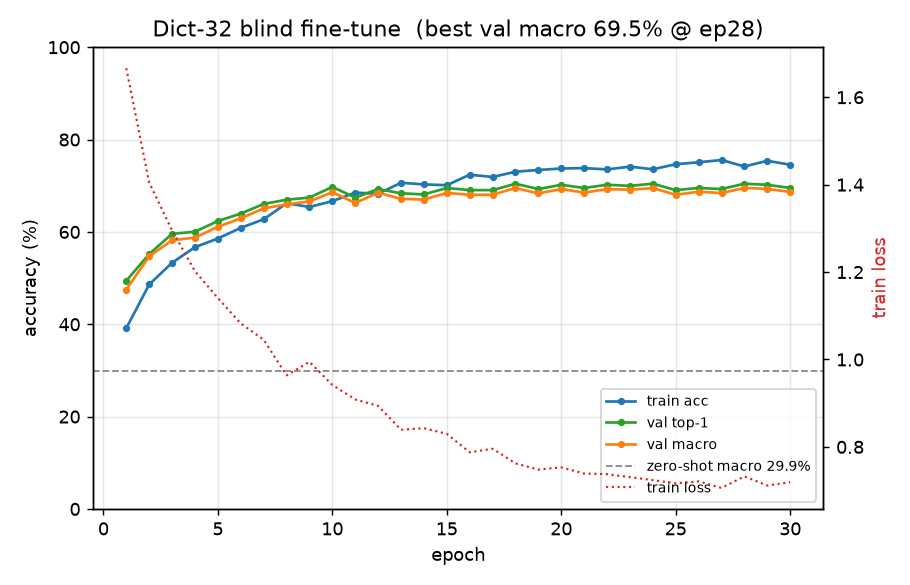 Dict-32 blind fine-tune  (best val macro 69.5% @ ep28)
100
80
60
40
20
0
accuracy (%)
1.6
1.4
1.2
1.0
0.8
train loss
train acc
val top-1
val macro
zero-shot macro 29.9%
train loss
0 5 10 15 20 25 30
epoch